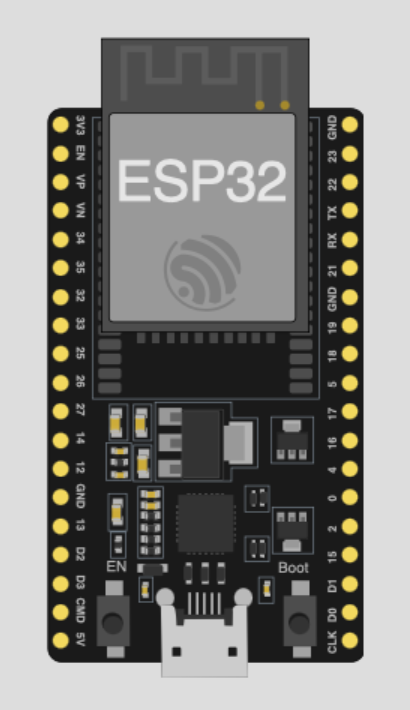 ESP32
3V3
EN
VP
VN
34
35
32
33
25
26
27
14
12
GND
13
D2
D3
CMD
5V
GND
23
22
TX
RX
21
GND
19
18
5
17
16
4
0
2
15
D1
D0
CLK
EN
Boot